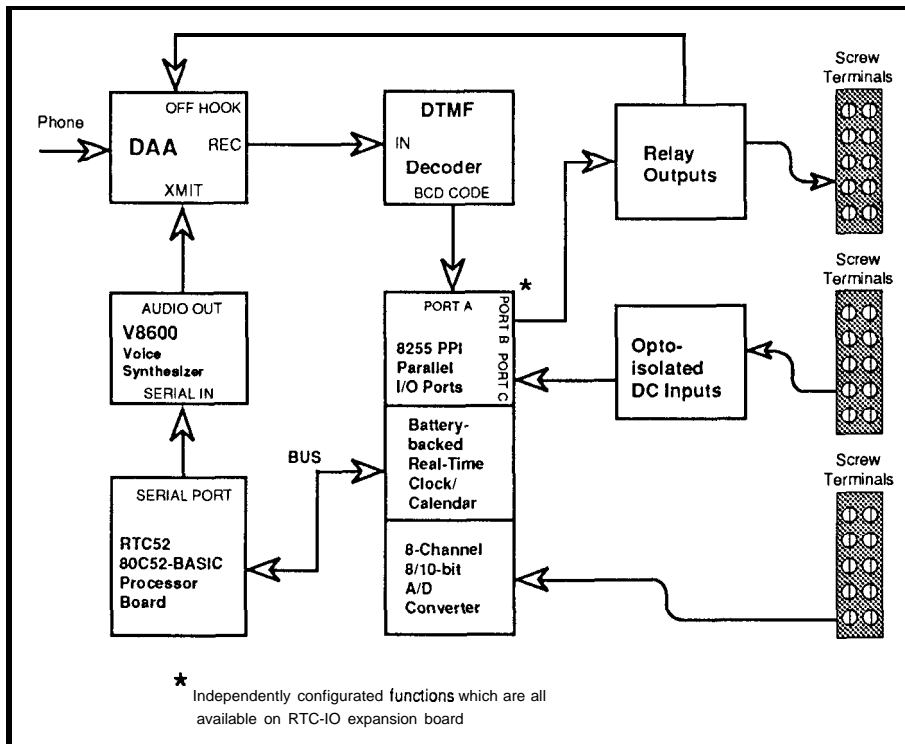 Phone
OFF HOOK
DAA
REC
XMIT
DTMF
IN
Decoder
BCD CODE
Relay
Outputs
Screw
Terminals
AUDIO OUT
V8600
Voice
Synthesizer
SERIAL IN
*
PORT A
PORT B
PORT C
8255 PPI
Parallel
I/O Ports
Opto-
isolated
DC Inputs
Screw
Terminals
Battery-
backed
Real-Time
Clock/
Calendar
BUS
SERIAL PORT
RTC52
80C52-BASIC
Processor
Board
8-Channel
8/10-bit
A/D
Converter
Screw
Terminals
* Independently configurated functions which are all
available on RTC-IO expansion board